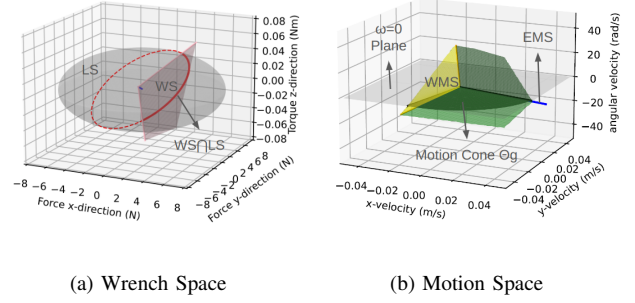 LS
WS
WS⋂LS
0.08
0.06
0.04
0.02
0.00
−0.02
−0.04
−0.06
−0.08
Torque z-direction (Nm)
−8 −6 −4 −2 0 2 4 6 8
Force x-direction (N)
−8−6−4−2 0 2 4 6 8
Force y-direction (N)
(a) Wrench Space
ω=0
Plane
EMS
WMS
Motion Cone Og
40
20
0
−20
−40
angular velocity (rad/s)
−0.04 −0.02 0.00 0.02 0.04
x-velocity (m/s)
−0.04
−0.02
0.00
0.02
0.04
y-velocity (m/s)
(b) Motion Space